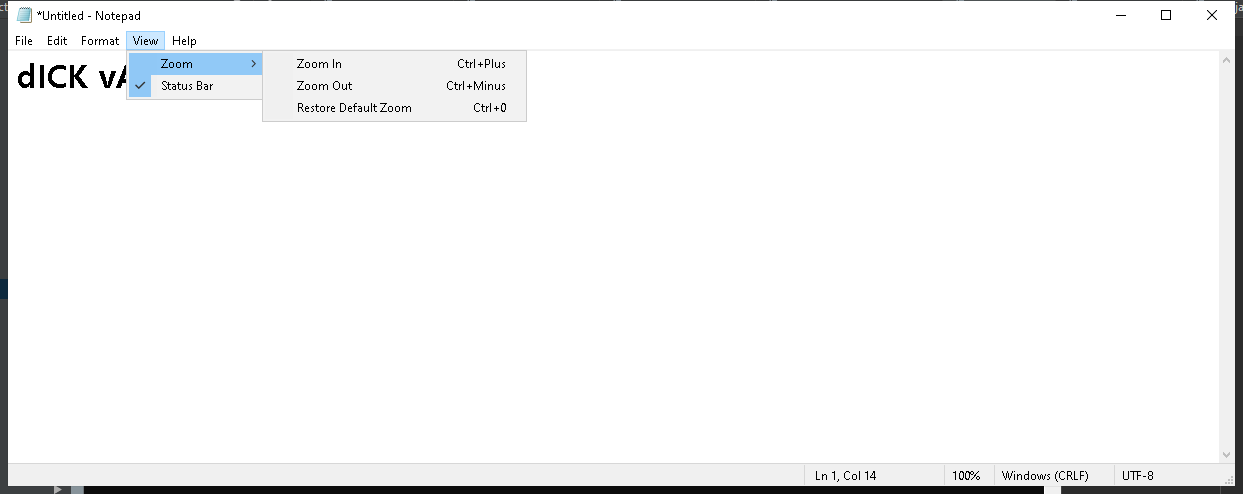 *Untitled - Notepad
File Edit Format View Help
dICK vA
Zoom
Status Bar
Zoom In Ctrl+Plus
Zoom Out Ctrl+Minus
Restore Default Zoom Ctrl+0
Ln 1, Col 14 100% Windows (CRLF) UTF-8